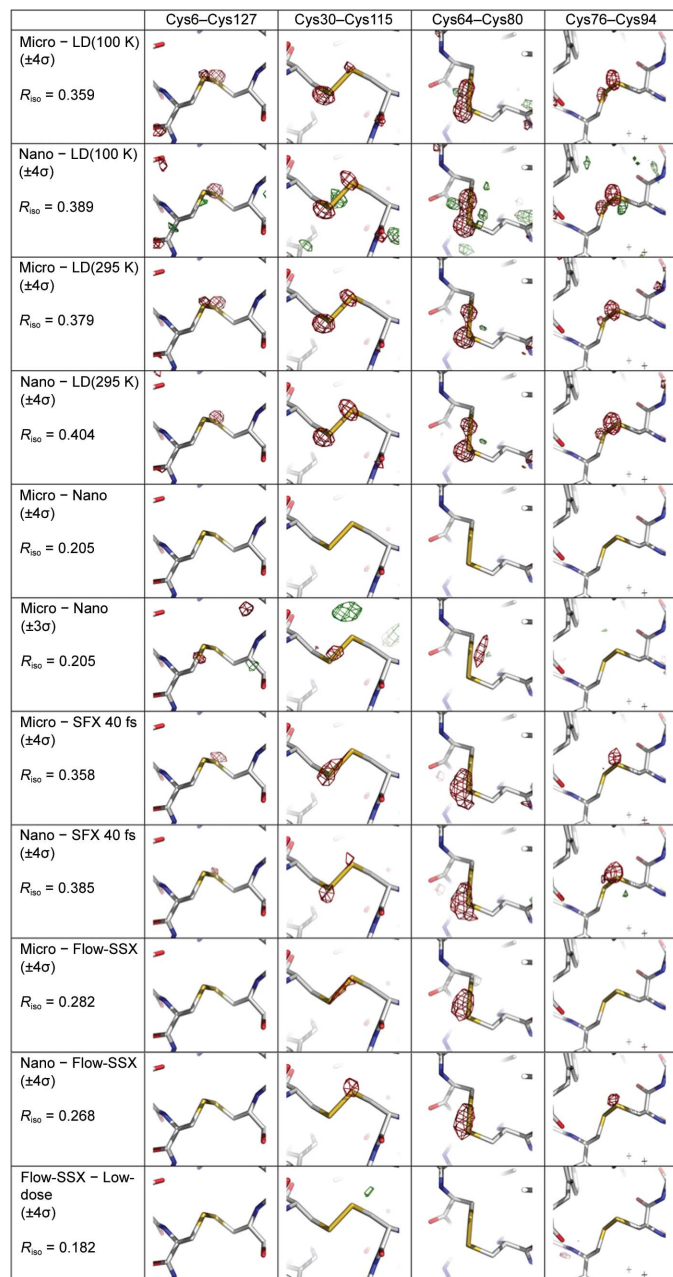 Cys6–Cys127 Cys30–Cys115 Cys64–Cys80 Cys76–Cys94
Micro − LD(100 K)
(±4σ)
Riso = 0.359
Nano − LD(100 K)
(±4σ)
Riso = 0.389
Micro − LD(295 K)
(±4σ)
Riso = 0.379
Nano − LD(295 K)
(±4σ)
Riso = 0.404
Micro − Nano
(±4σ)
Riso = 0.205
Micro − Nano
(±3σ)
Riso = 0.205
Micro − SFX 40 fs
(±4σ)
Riso = 0.358
Nano − SFX 40 fs
(±4σ)
Riso = 0.385
Micro − Flow-SSX
(±4σ)
Riso = 0.282
Nano − Flow-SSX
(±4σ)
Riso = 0.268
Flow-SSX − Low-
dose
(±4σ)
Riso = 0.182